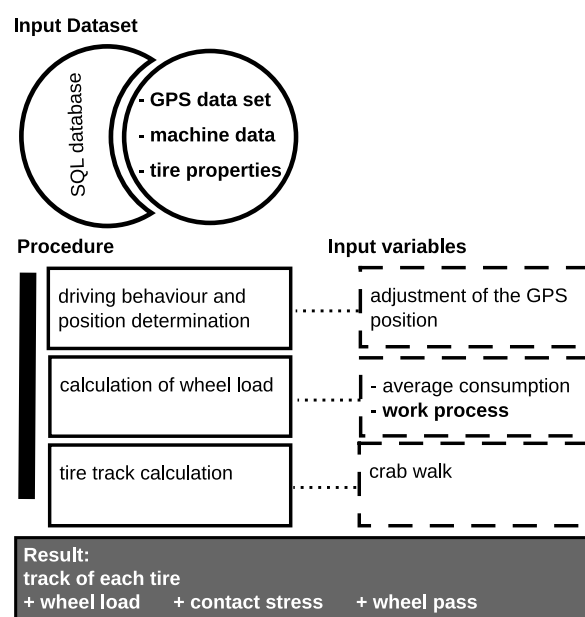 Input Dataset
SQL database
- GPS data set
- machine data
- tire properties
Procedure
Input variables
driving behaviour and
position determination
adjustment of the GPS
position
calculation of wheel load
- average consumption
- work process
tire track calculation
crab walk
Result:
track of each tire
+ wheel load + contact stress + wheel pass